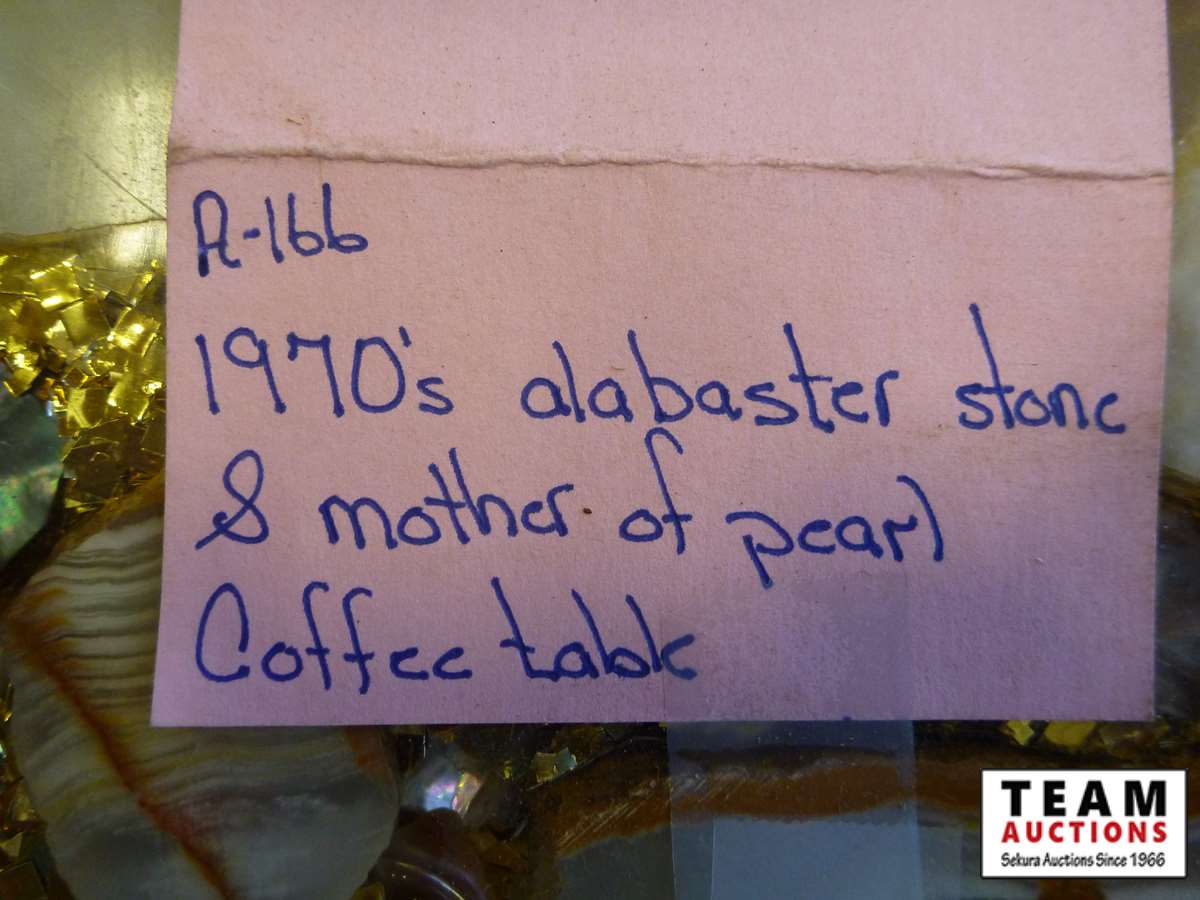 A-166
1970's alabaster stone
& mother of pearl
Coffee table
TEAM
AUCTIONS
Sekura Auctions Since 1966